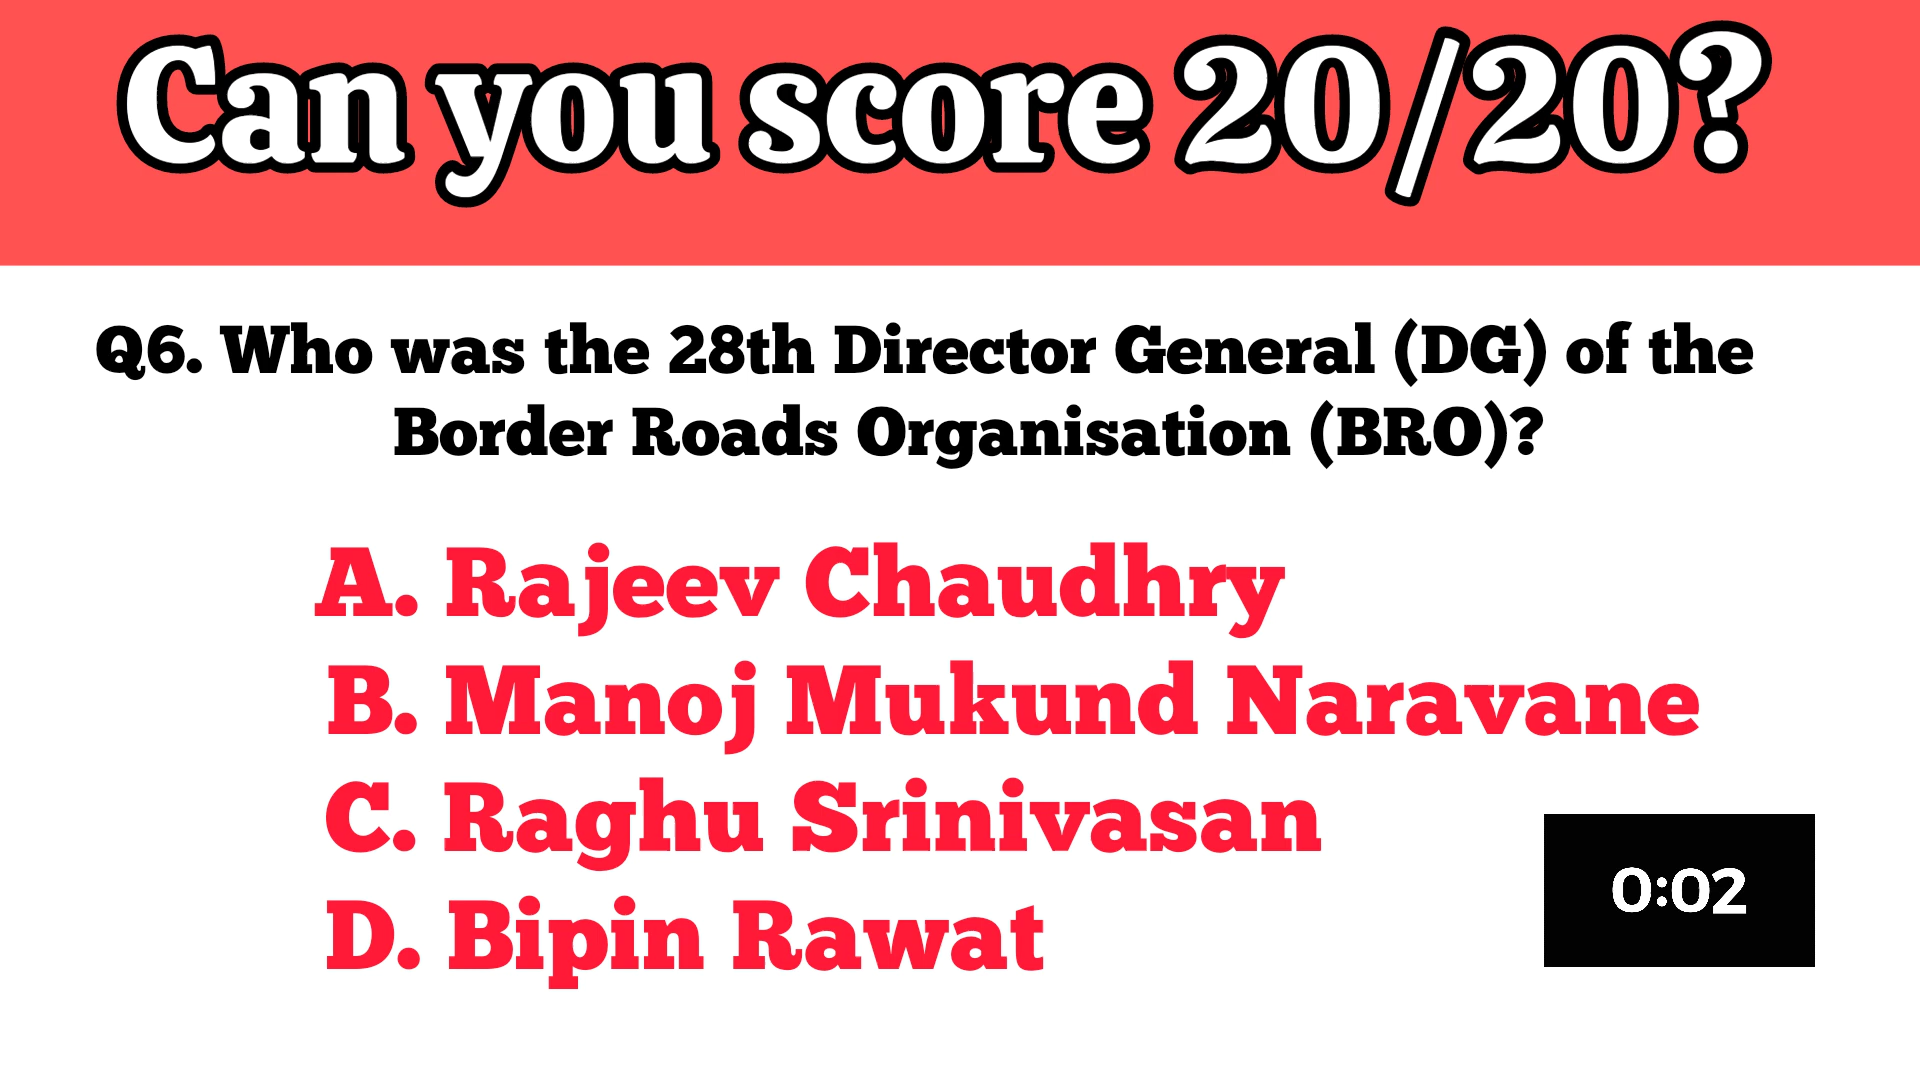 Can you score 20/20?
Q6. Who was the 28th Director General (DG) of the
Border Roads Organisation (BRO)?
A. Rajeev Chaudhry
B. Manoj Mukund Naravane
C. Raghu Srinivasan
D. Bipin Rawat
0:02